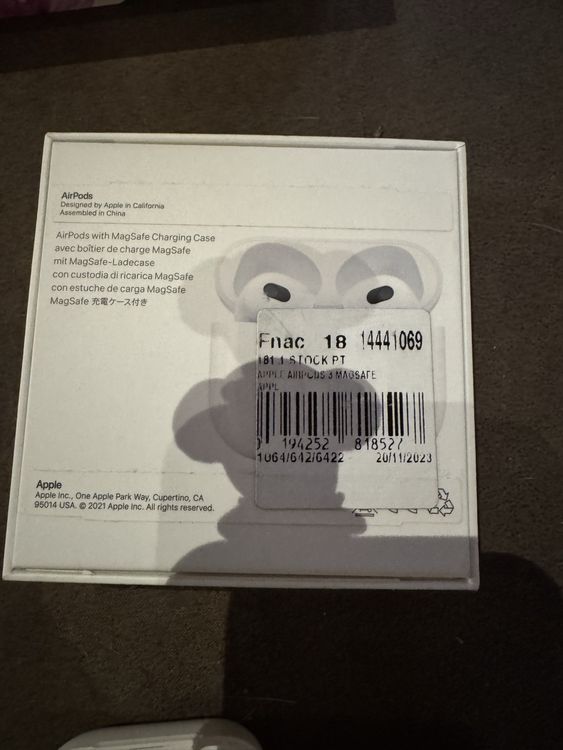 AirPods
Designed by Apple in California
Assembled in China
AirPods with MagSafe Charging Case
avec boîtier de charge MagSafe
mit MagSafe-Ladecase
con custodia di ricarica MagSafe
con estuche de carga MagSafe
MagSafe 充電ケース付き
Fnac 18 14441069
181 1 STOCK PT
APPLE AIRPODS 3 MAGSAFE
APPL
0 194252 818527
1064/642/6422 20/11/2023
Apple
Apple Inc., One Apple Park Way, Cupertino, CA
95014 USA. © 2021 Apple Inc. All rights reserved.